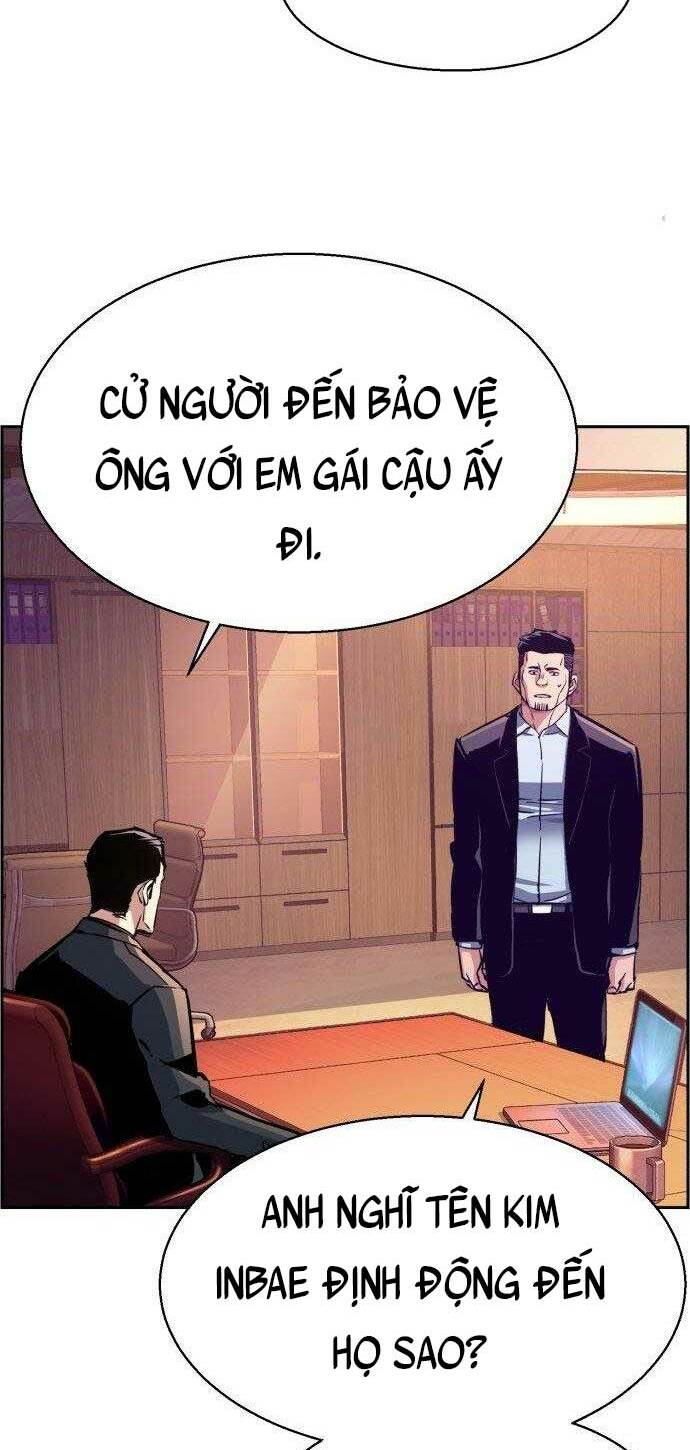 CỬ NGƯỜI ĐẾN BẢO VỆ
ÔNG VỚI EM GÁI CẬU ẤY
ĐI.
ANH NGHĨ TÊN KIM
INBAE ĐỊNH ĐỘNG ĐẾN
HỌ SAO?